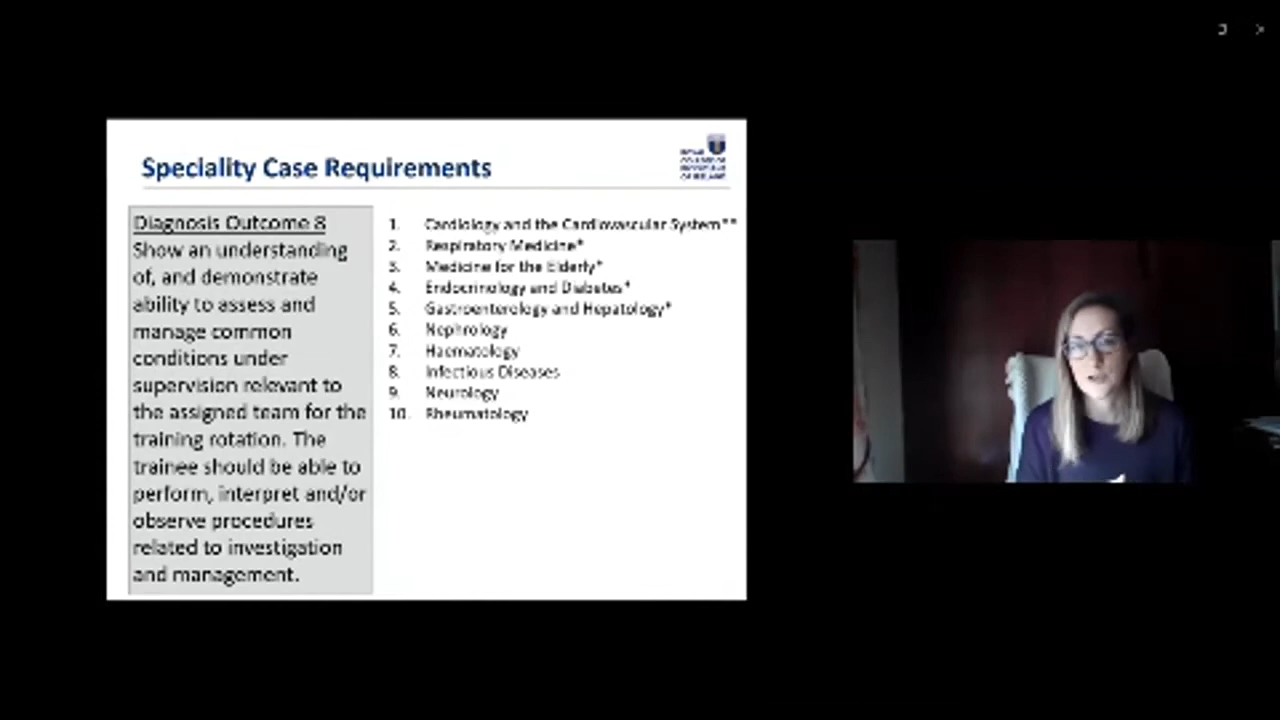 Speciality Case Requirements
Diagnosis Outcome 8
Show an understanding
of, and demonstrate
ability to assess and
manage common
conditions under
supervision relevant to
the assigned team for the
training rotation. The
trainee should be able to
perform, interpret and/or
observe procedures
related to investigation
and management.
1. Cardiology and the Cardiovascular System**
2. Respiratory Medicine*
3. Medicine for the Elderly*
4. Endocrinology and Diabetes*
5. Gastroenterology and Hepatology*
6. Nephrology
7. Haematology
8. Infectious Diseases
9. Neurology
10. Rheumatology